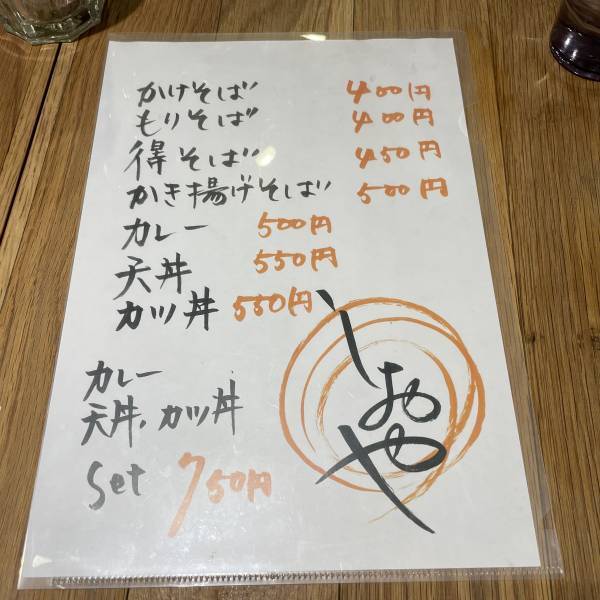 かけそば 400円
もりそば 400円
得そば 450円
かき揚げそば 500円
カレー 500円
天丼 550円
カツ丼 550円
カレー
天丼、カツ丼
Set 750円
しおや